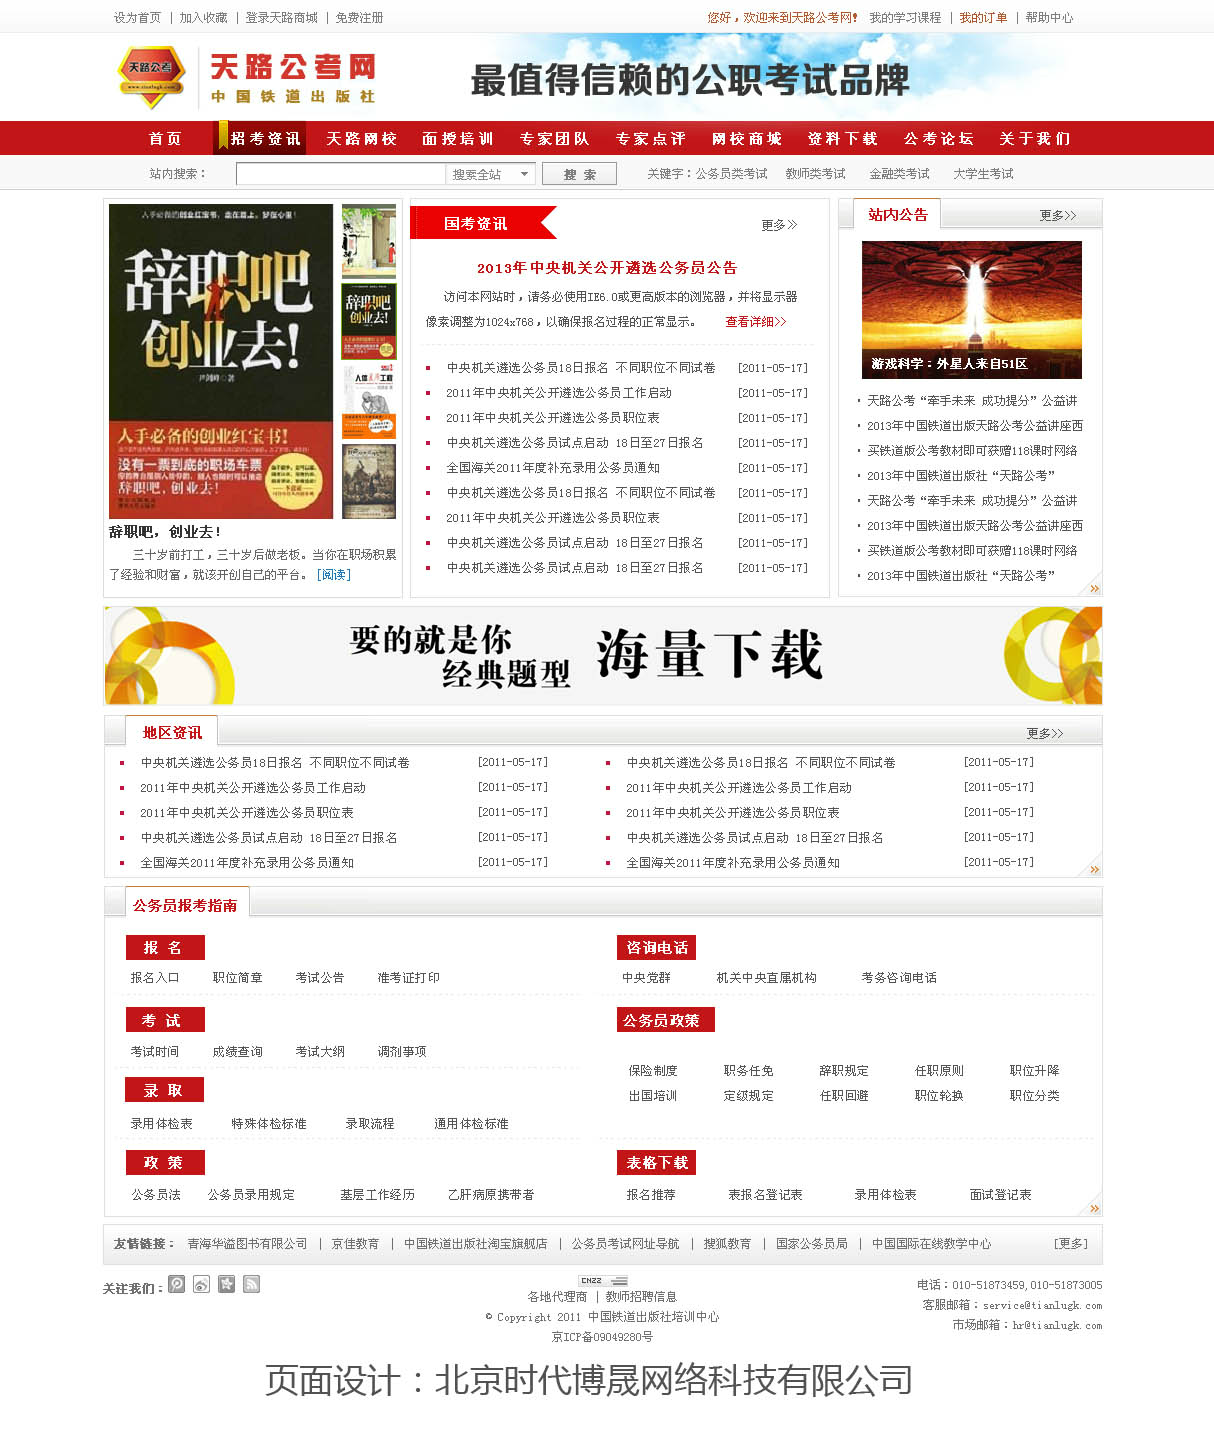 设为首页 | 加入收藏 | 登录天路商城 | 免费注册
您好，欢迎来到天路公考网! 我的学习课程 | 我的订单 | 帮助中心
天路公考
www.tianlugk.com
天路公考网
中国铁道出版社
最值得信赖的公职考试品牌
首页 招考资讯 天路网校 面授培训 专家团队 专家点评 网校商城 资料下载 公考论坛 关于我们
站内搜索： 搜索全站 搜 索 关键字：公务员类考试 教师类考试 金融类考试 大学生考试
人手必备的创业红宝书，走在路上，梦在心里！
辞职吧
创业去!
人手必备的创业红宝书!
没有一票到底的职场车票
辞职吧，创业去!
辞职吧，创业去!
三十岁前打工，三十岁后做老板。当你在职场积累
了经验和财富，就该开创自己的平台。 [阅读]
国考资讯 更多>>
2013年中央机关公开遴选公务员公告
访问本网站时，请务必使用IE6.0或更高版本的浏览器，并将显示器
像素调整为1024x768，以确保报名过程的正常显示。 查看详细>>
中央机关遴选公务员18日报名 不同职位不同试卷 [2011-05-17]
2011年中央机关公开遴选公务员工作启动 [2011-05-17]
2011年中央机关公开遴选公务员职位表 [2011-05-17]
中央机关遴选公务员试点启动 18日至27日报名 [2011-05-17]
全国海关2011年度补充录用公务员通知 [2011-05-17]
中央机关遴选公务员18日报名 不同职位不同试卷 [2011-05-17]
2011年中央机关公开遴选公务员职位表 [2011-05-17]
中央机关遴选公务员试点启动 18日至27日报名 [2011-05-17]
中央机关遴选公务员试点启动 18日至27日报名 [2011-05-17]
站内公告 更多>>
游戏科学：外星人来自51区
天路公考“牵手未来 成功提分”公益讲
2013年中国铁道出版天路公考公益讲座西
买铁道版公考教材即可获赠118课时网络
2013年中国铁道出版社“天路公考”
天路公考“牵手未来 成功提分”公益讲
2013年中国铁道出版天路公考公益讲座西
买铁道版公考教材即可获赠118课时网络
2013年中国铁道出版社“天路公考”
要的就是你
经典题型
海量下载
地区资讯 更多>>
中央机关遴选公务员18日报名 不同职位不同试卷 [2011-05-17] 中央机关遴选公务员18日报名 不同职位不同试卷 [2011-05-17]
2011年中央机关公开遴选公务员工作启动 [2011-05-17] 2011年中央机关公开遴选公务员工作启动 [2011-05-17]
2011年中央机关公开遴选公务员职位表 [2011-05-17] 2011年中央机关公开遴选公务员职位表 [2011-05-17]
中央机关遴选公务员试点启动 18日至27日报名 [2011-05-17] 中央机关遴选公务员试点启动 18日至27日报名 [2011-05-17]
全国海关2011年度补充录用公务员通知 [2011-05-17] 全国海关2011年度补充录用公务员通知 [2011-05-17]
公务员报考指南
报 名
报名入口 职位简章 考试公告 准考证打印
考 试
考试时间 成绩查询 考试大纲 调剂事项
录 取
录用体检表 特殊体检标准 录取流程 通用体检标准
政 策
公务员法 公务员录用规定 基层工作经历 乙肝病原携带者
咨询电话
中央党群 机关中央直属机构 考务咨询电话
公务员政策
保险制度 职务任免 辞职规定 任职原则 职位升降
出国培训 定级规定 任职回避 职位轮换 职位分类
表格下载
报名推荐 表报名登记表 录用体检表 面试登记表
友情链接： 青海华溢图书有限公司 | 京佳教育 | 中国铁道出版社淘宝旗舰店 | 公务员考试网址导航 | 搜狐教育 | 国家公务员局 | 中国国际在线教学中心 [更多]
关注我们：
CNZZ
各地代理商 | 教师招聘信息
© Copyright 2011 中国铁道出版社培训中心
京ICP备09049280号
电话：010-51873459,010-51873005
客服邮箱：service@tianlugk.com
市场邮箱：hr@tianlugk.com
页面设计：北京时代博晟网络科技有限公司